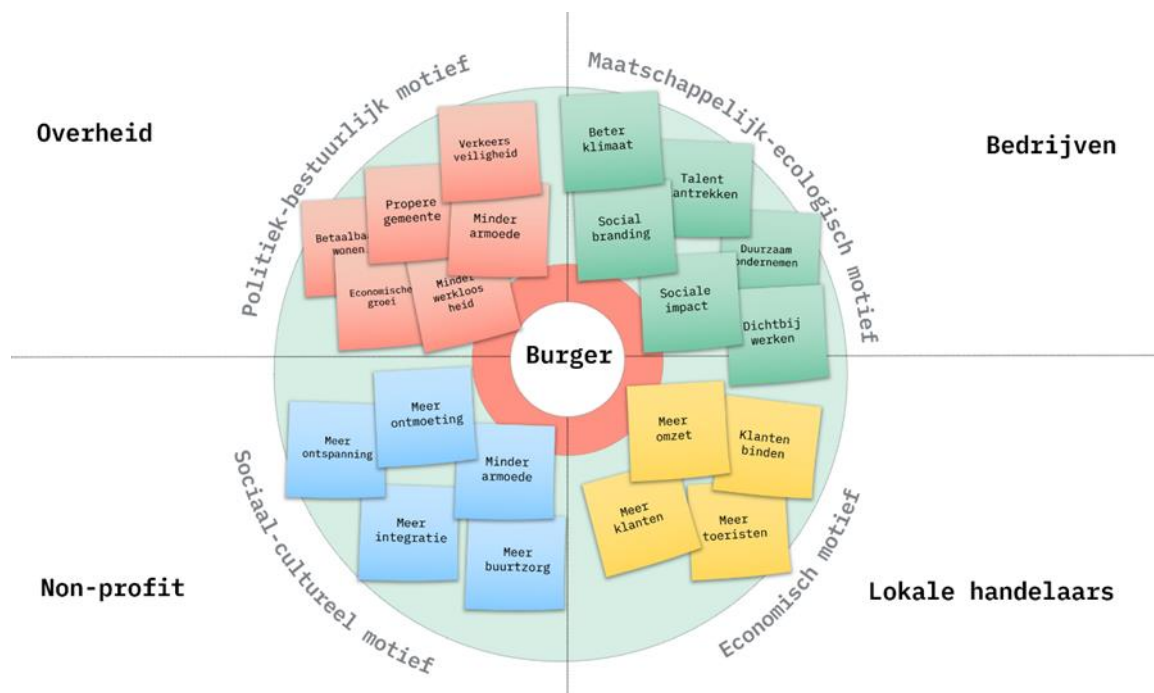 Overheid
Politiek-bestuurlijk motief
Verkeers
veiligheid
Propere
gemeente
Minder
armoede
wonen
Economische
groei
Minder
werkloos
heid
Maatschappelijk-ecologisch motief
Bedrijven
Beter
klimaat
Talent
antrekken
Social
branding
Duurzaam
ondernemen
Sociale
impact
Dichtbij
werken
Burger
Non-profit
Sociaal-cultureel motief
Meer
ontmoeting
Meer
ontspanning
Minder
armoede
Meer
integratie
Meer
buurtzorg
Lokale handelaars
Economisch motief
Meer
omzet
Klanten
binden
Meer
klanten
Meer
toeristen